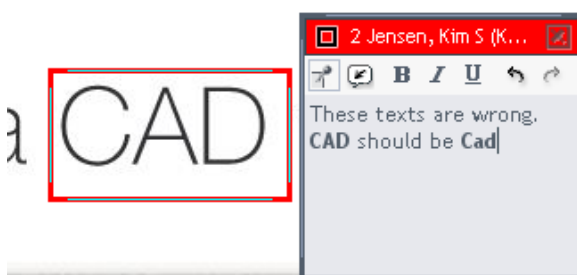 a CAD
2 Jensen, Kim S (K...
B I U
These texts are wrong.
CAD should be Cad